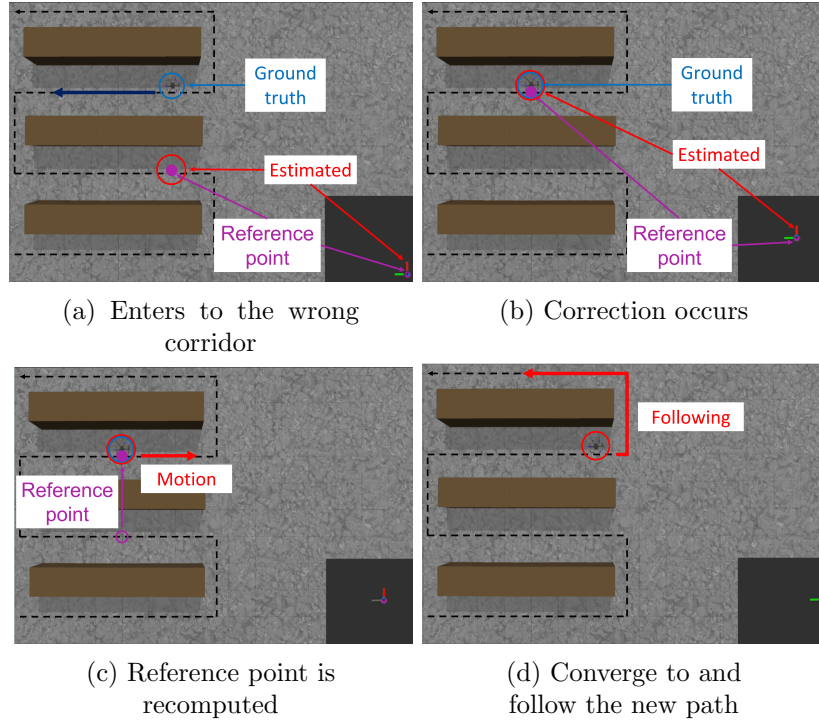 Ground
truth
Estimated
Reference
point
(a) Enters to the wrong
corridor
Ground
truth
Estimated
Reference
point
(b) Correction occurs
Reference
point
Motion
(c) Reference point is
recomputed
Following
(d) Converge to and
follow the new path